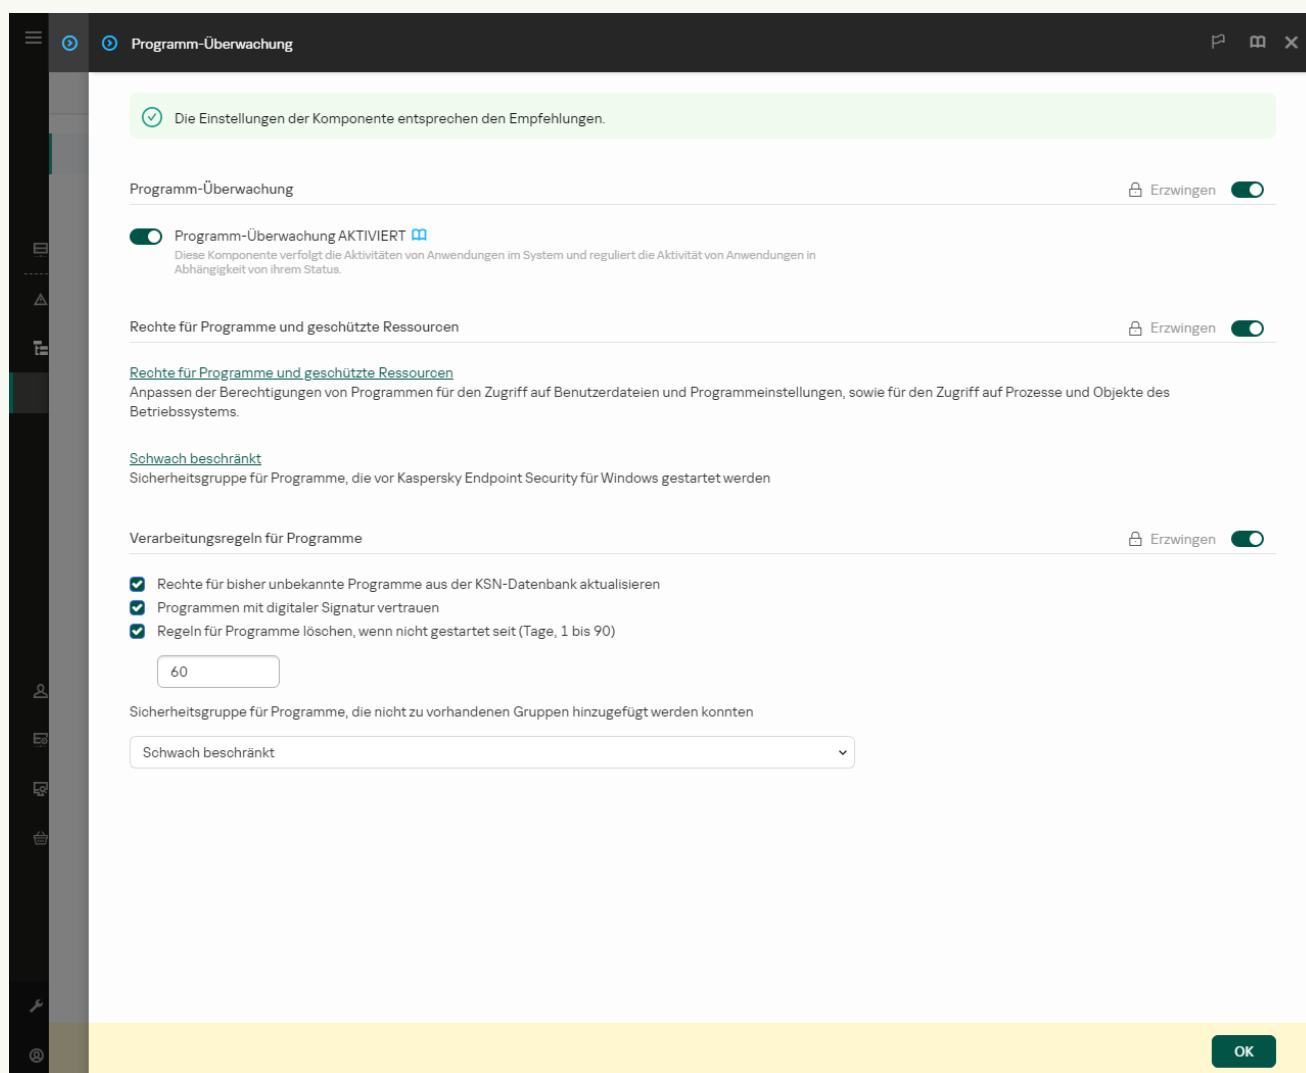 Programm-Überwachung
Die Einstellungen der Komponente entsprechen den Empfehlungen.
Programm-Überwachung
Erzwingen
Programm-Überwachung AKTIVIERT
Diese Komponente verfolgt die Aktivitäten von Anwendungen im System und reguliert die Aktivität von Anwendungen in
Abhängigkeit von ihrem Status.
Rechte für Programme und geschützte Ressourcen
Erzwingen
Rechte für Programme und geschützte Ressourcen
Anpassen der Berechtigungen von Programmen für den Zugriff auf Benutzerdateien und Programmeinstellungen, sowie für den Zugriff auf Prozesse und Objekte des
Betriebssystems.
Schwach beschränkt
Sicherheitsgruppe für Programme, die vor Kaspersky Endpoint Security für Windows gestartet werden
Verarbeitungsregeln für Programme
Erzwingen
Rechte für bisher unbekannte Programme aus der KSN-Datenbank aktualisieren
Programmen mit digitaler Signatur vertrauen
Regeln für Programme löschen, wenn nicht gestartet seit (Tage, 1 bis 90)
60
Sicherheitsgruppe für Programme, die nicht zu vorhandenen Gruppen hinzugefügt werden konnten
Schwach beschränkt
OK